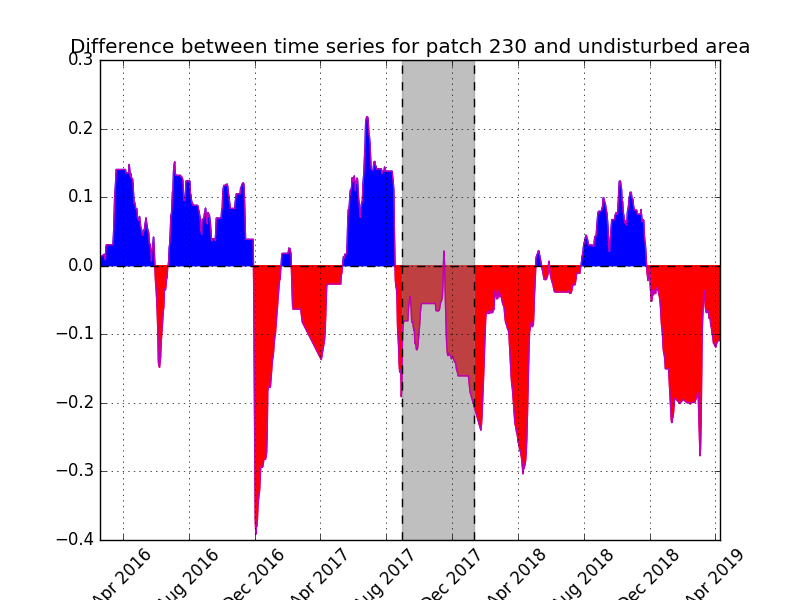 Difference between time series for patch 230 and undisturbed area
0.3
0.2
0.1
0.0
−0.1
−0.2
−0.3
−0.4
Apr 2016
Aug 2016
Dec 2016
Apr 2017
Aug 2017
Dec 2017
Apr 2018
Aug 2018
Dec 2018
Apr 2019